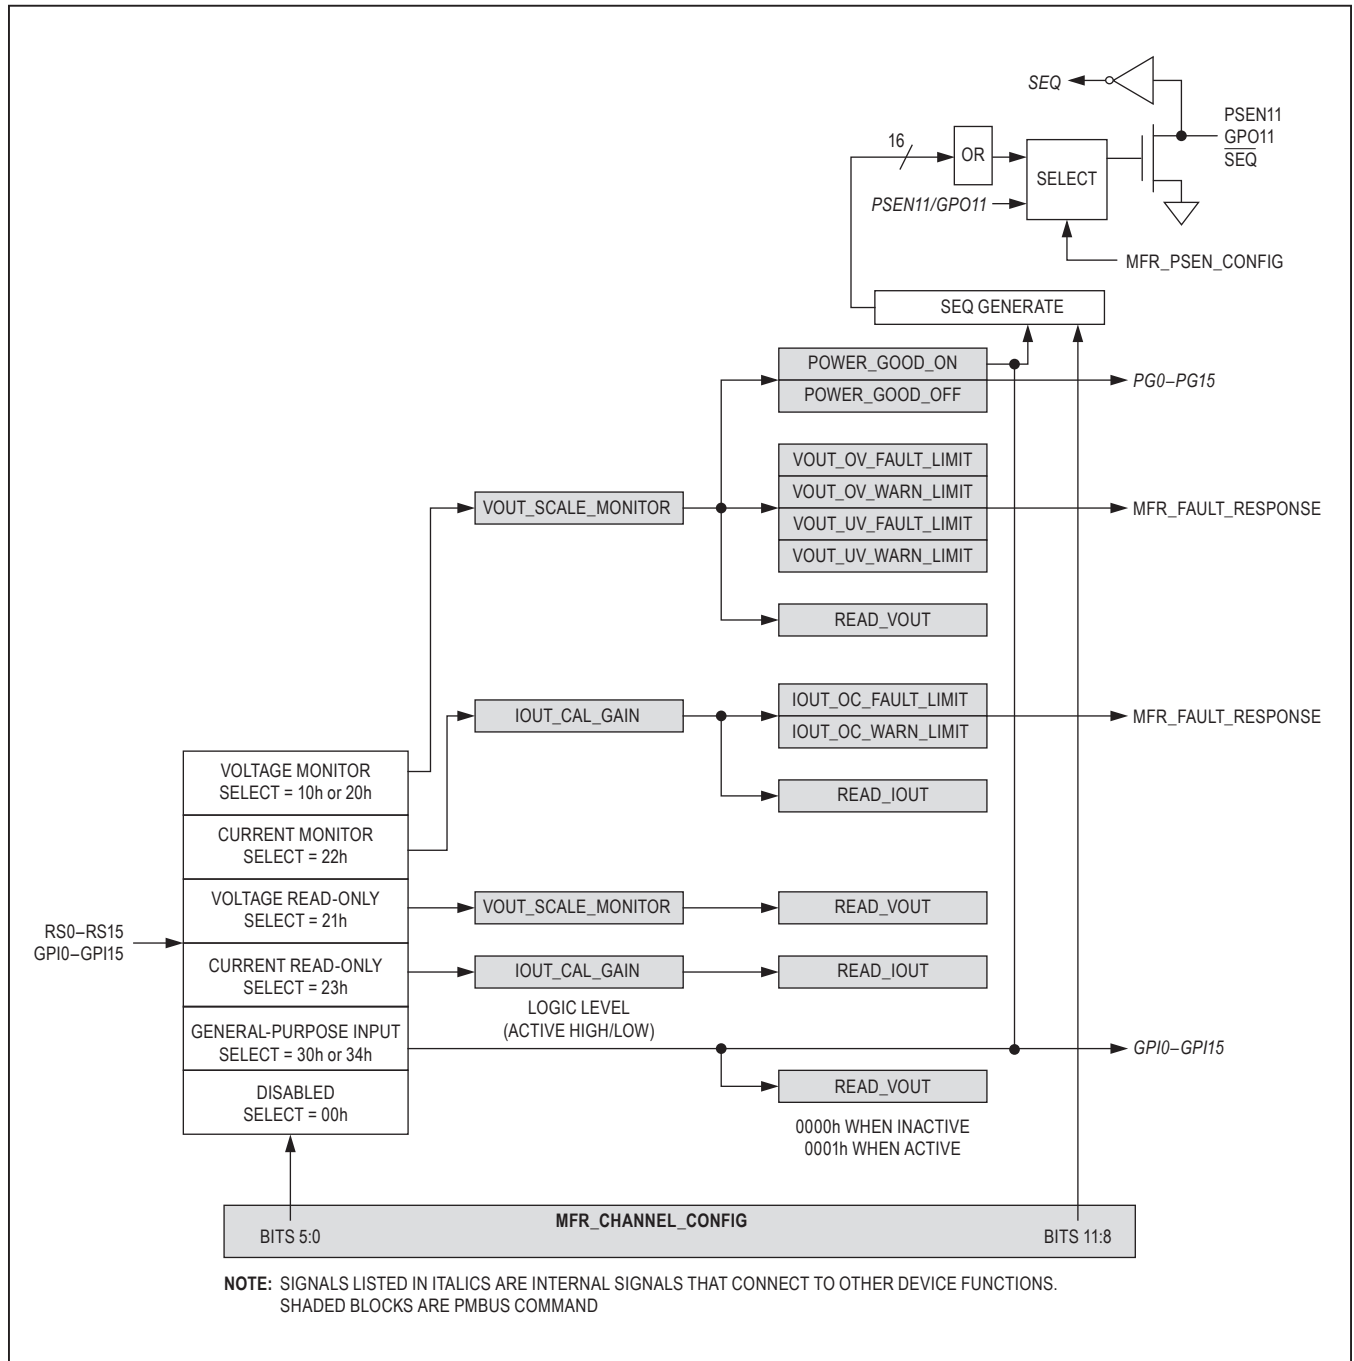 SEQ
PSEN11
GPO11
SEQ
16
OR
SELECT
PSEN11/GPO11
MFR_PSEN_CONFIG
SEQ GENERATE
POWER_GOOD_ON
POWER_GOOD_OFF
PG0–PG15
VOUT_OV_FAULT_LIMIT
VOUT_OV_WARN_LIMIT
VOUT_UV_FAULT_LIMIT
VOUT_UV_WARN_LIMIT
VOUT_SCALE_MONITOR
MFR_FAULT_RESPONSE
READ_VOUT
IOUT_CAL_GAIN
IOUT_OC_FAULT_LIMIT
IOUT_OC_WARN_LIMIT
MFR_FAULT_RESPONSE
READ_IOUT
VOLTAGE MONITOR
SELECT = 10h or 20h
CURRENT MONITOR
SELECT = 22h
VOLTAGE READ-ONLY
SELECT = 21h
VOUT_SCALE_MONITOR
READ_VOUT
RS0–RS15
GPI0–GPI15
CURRENT READ-ONLY
SELECT = 23h
IOUT_CAL_GAIN
READ_IOUT
LOGIC LEVEL
(ACTIVE HIGH/LOW)
GENERAL-PURPOSE INPUT
SELECT = 30h or 34h
GPI0–GPI15
DISABLED
SELECT = 00h
READ_VOUT
0000h WHEN INACTIVE
0001h WHEN ACTIVE
MFR_CHANNEL_CONFIG
BITS 5:0
BITS 11:8
NOTE: SIGNALS LISTED IN ITALICS ARE INTERNAL SIGNALS THAT CONNECT TO OTHER DEVICE FUNCTIONS.
SHADED BLOCKS ARE PMBUS COMMAND